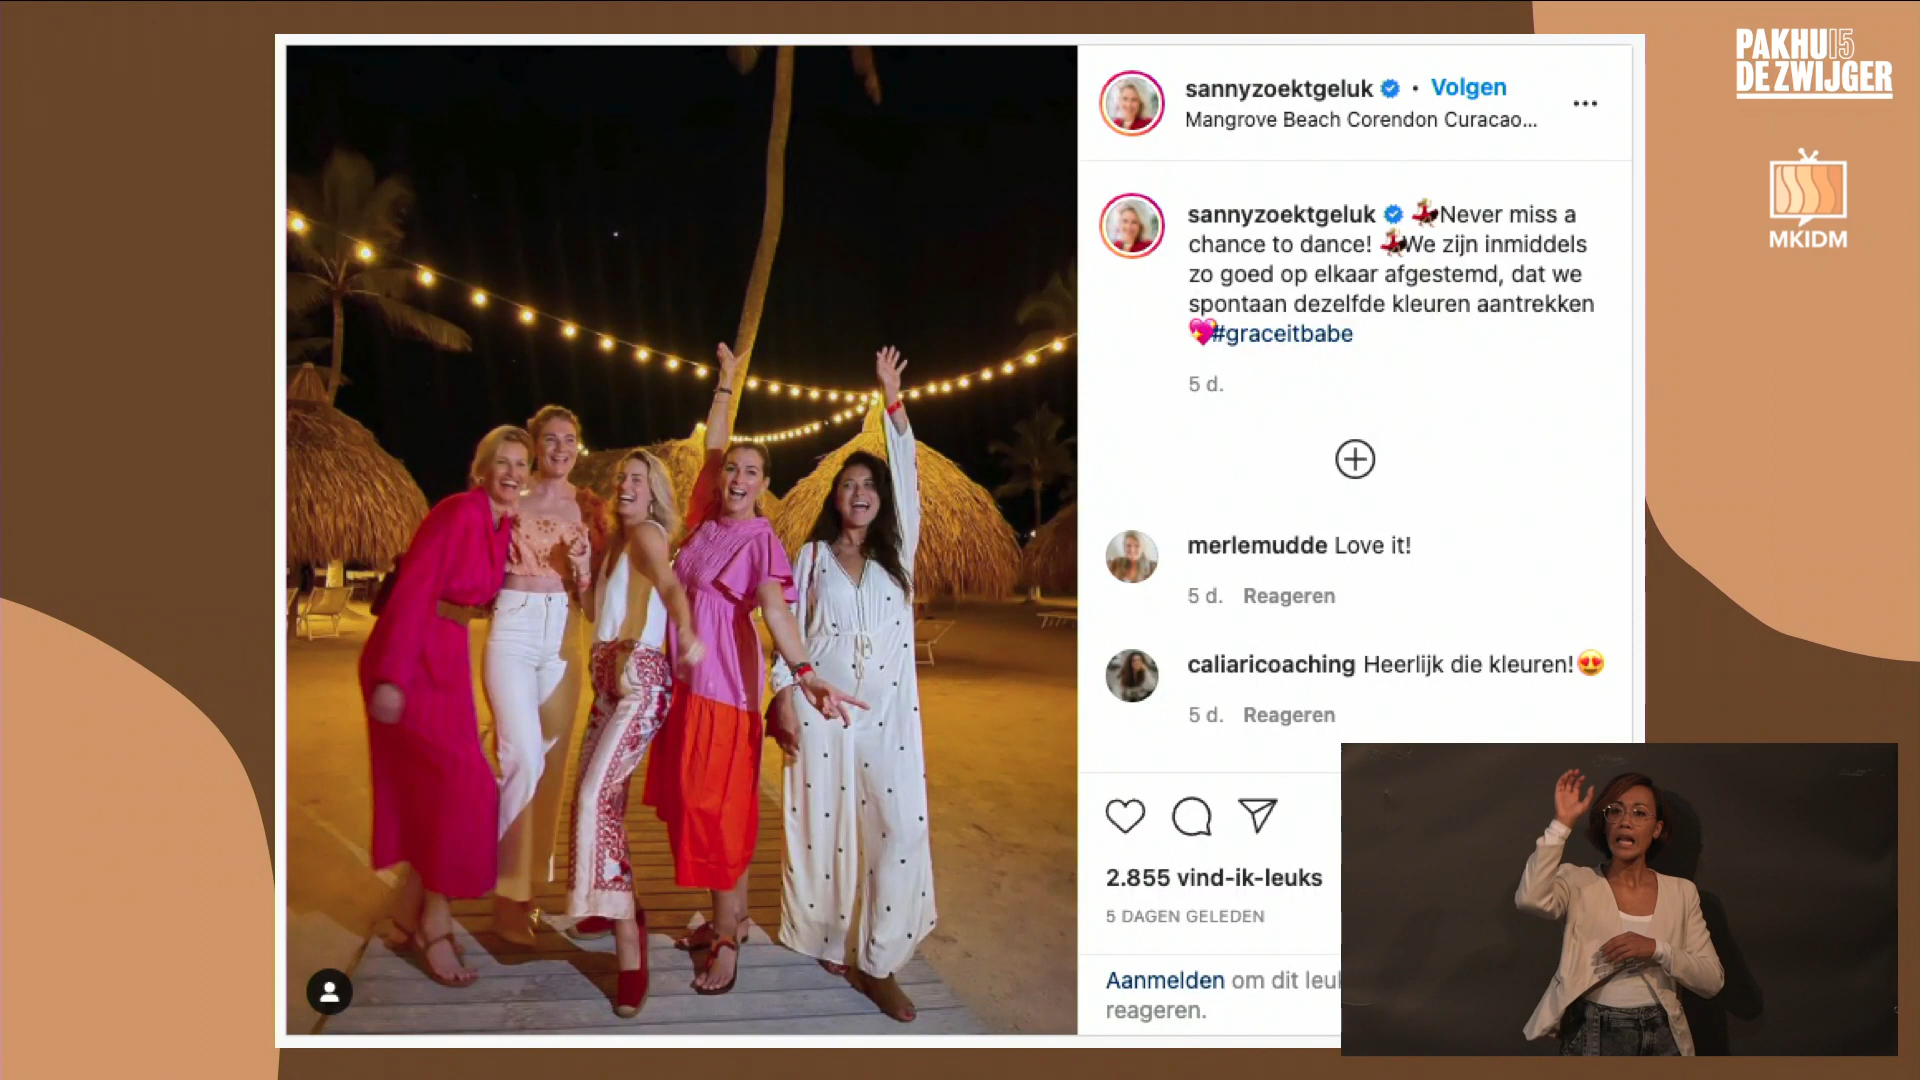 PAKHU15
DE ZWIJGER
MKIDM
sannyzoektgeluk • Volgen
Mangrove Beach Corendon Curacao...
sannyzoektgeluk 💃Never miss a
chance to dance! 💃We zijn inmiddels
zo goed op elkaar afgestemd, dat we
spontaan dezelfde kleuren aantrekken
💖#graceitbabe
5 d.
merlemudde Love it!
5 d. Reageren
caliaricoaching Heerlijk die kleuren!😍
5 d. Reageren
2.855 vind-ik-leuks
5 DAGEN GELEDEN
Aanmelden om dit
reageren.